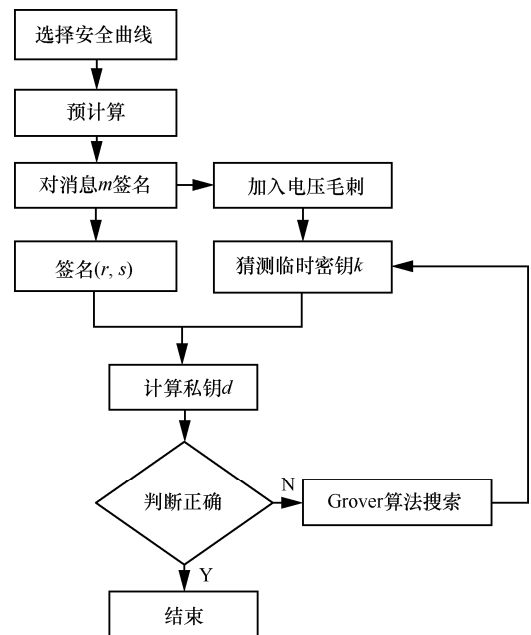 选择安全曲线
预计算
对消息m签名
加入电压毛刺
签名(r, s)
猜测临时密钥k
计算私钥d
判断正确
N
Grover算法搜索
Y
结束